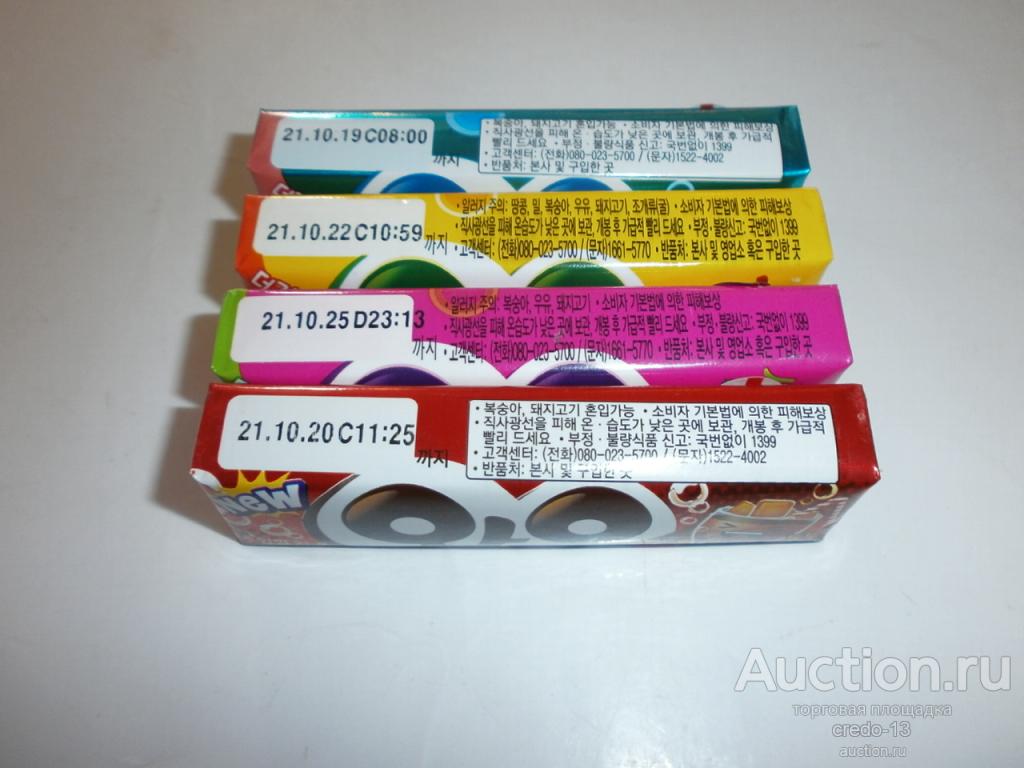 21.10.19C08:00
까지
• 복숭아, 돼지고기 혼입가능 • 소비자 기본법에 의한 피해보상
• 직사광선을 피해 온 · 습도가 낮은 곳에 보관, 개봉 후 가급적
빨리 드세요 • 부정 · 불량식품 신고: 국번없이 1399
• 고객센터: (전화)080-023-5700 / (문자)1522-4002
• 반품처: 본사 및 구입한 곳
21.10.22C10:59
까지
• 알러지 주의: 땅콩, 밀, 복숭아, 우유, 돼지고기, 조개류(굴) • 소비자 기본법에 의한 피해보상
• 직사광선을 피해 온습도가 낮은 곳에 보관, 개봉 후 가급적 빨리 드세요 • 부정·불량신고: 국번없이 1399
• 고객센터: (전화)080-023-5700 / (문자)1661-5770 • 반품처: 본사 및 영업소 혹은 구입한 곳
21.10.25D23:13
까지
• 알러지 주의: 복숭아, 우유, 돼지고기 • 소비자 기본법에 의한 피해보상
• 직사광선을 피해 온습도가 낮은 곳에 보관, 개봉 후 가급적 빨리 드세요 • 부정·불량신고: 국번없이 1399
• 고객센터: (전화)080-023-5700 / (문자)1661-5770 • 반품처: 본사 및 영업소 혹은 구입한 곳
21.10.20C11:25
까지
• 복숭아, 돼지고기 혼입가능 • 소비자 기본법에 의한 피해보상
• 직사광선을 피해 온 · 습도가 낮은 곳에 보관, 개봉 후 가급적
빨리 드세요 • 부정 · 불량식품 신고: 국번없이 1399
• 고객센터: (전화)080-023-5700 / (문자)1522-4002
• 반품처: 본사 및 구입한 곳
New
Auction.ru
торговая площадка
credo-13
auction.ru